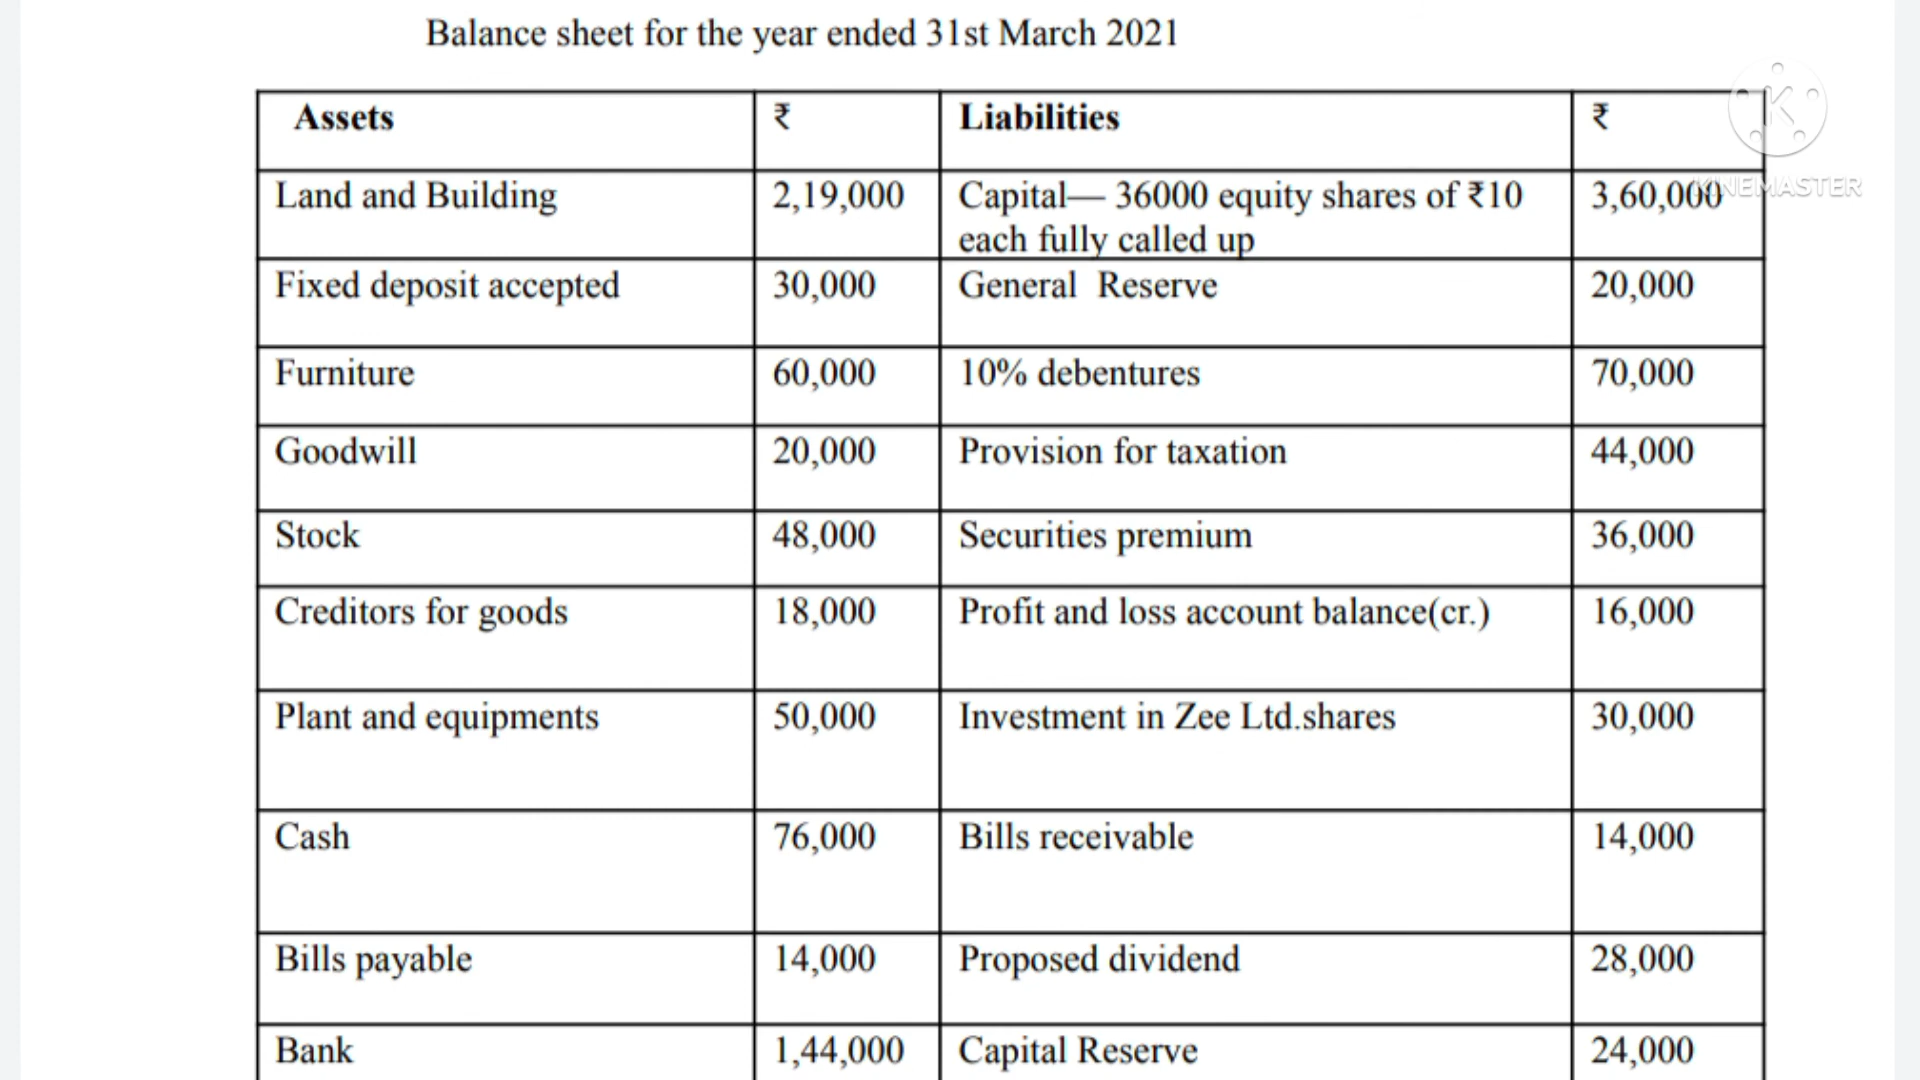 Balance sheet for the year ended 31st March 2021
Assets ₹ Liabilities ₹
Land and Building 2,19,000 Capital— 36000 equity shares of ₹10 3,60,000
each fully called up
Fixed deposit accepted 30,000 General Reserve 20,000
Furniture 60,000 10% debentures 70,000
Goodwill 20,000 Provision for taxation 44,000
Stock 48,000 Securities premium 36,000
Creditors for goods 18,000 Profit and loss account balance(cr.) 16,000
Plant and equipments 50,000 Investment in Zee Ltd.shares 30,000
Cash 76,000 Bills receivable 14,000
Bills payable 14,000 Proposed dividend 28,000
Bank 1,44,000 Capital Reserve 24,000
K
KINEMASTER